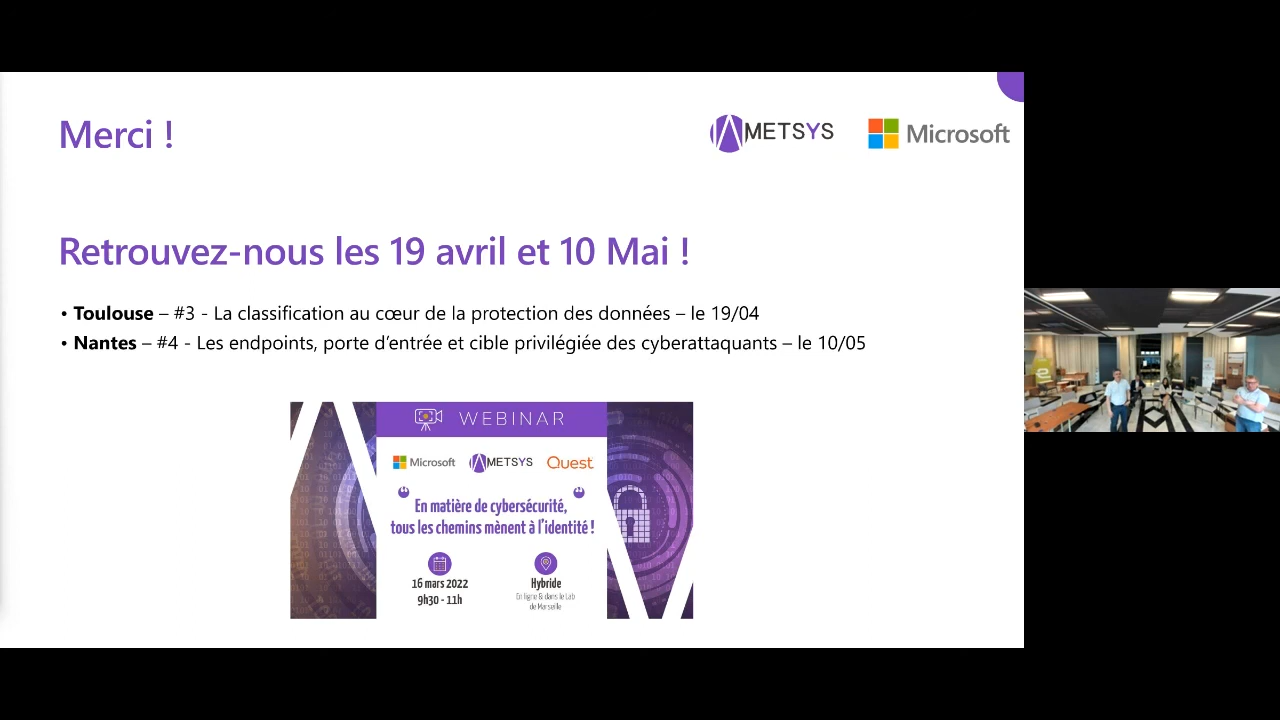 Merci !
METSYS
Microsoft
Retrouvez-nous les 19 avril et 10 Mai !
• Toulouse – #3 - La classification au cœur de la protection des données – le 19/04
• Nantes – #4 - Les endpoints, porte d’entrée et cible privilégiée des cyberattaquants – le 10/05
WEBINAR
Microsoft METSYS Quest
En matière de cybersécurité,
tous les chemins mènent à l’identité !
16 mars 2022
9h30 - 11h
Hybride
En ligne & dans le Lab
de Marseille